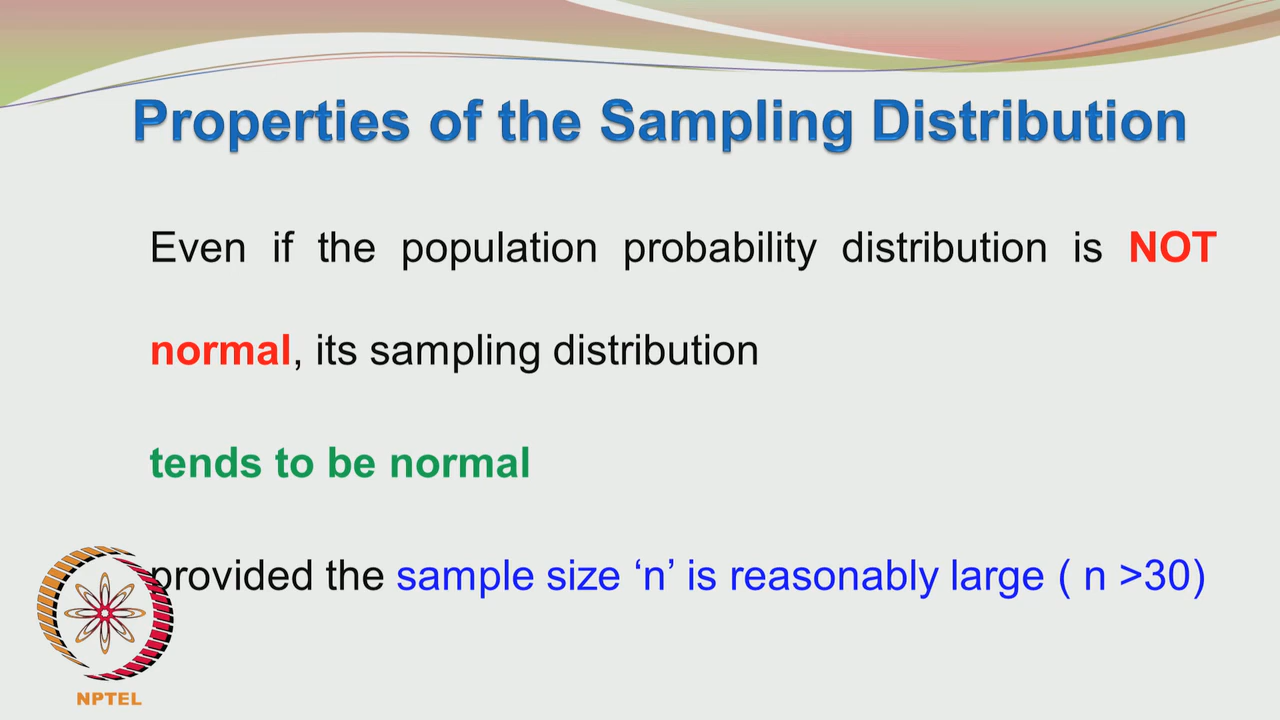 Properties of the Sampling Distribution
Even if the population probability distribution is NOT
normal, its sampling distribution
tends to be normal
provided the sample size ‘n’ is reasonably large ( n >30)
NPTEL